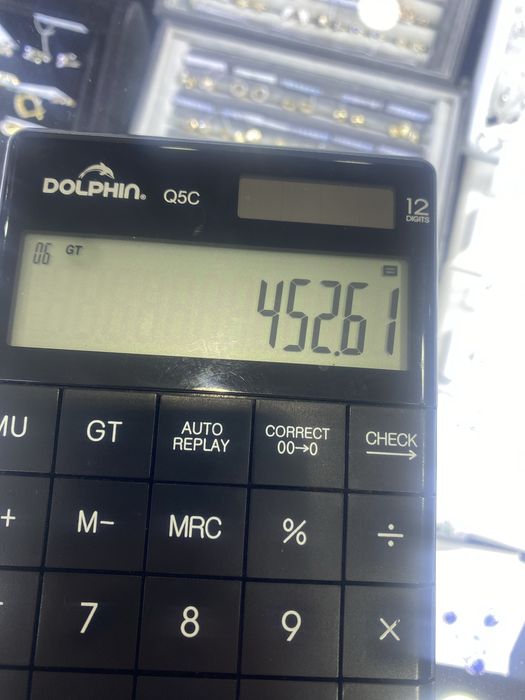 DOLPHIN® Q5C
12
DIGITS
06 GT =
452.61
MU GT AUTO REPLAY CORRECT 00→0 CHECK →
+ M- MRC % ÷
7 8 9 ×